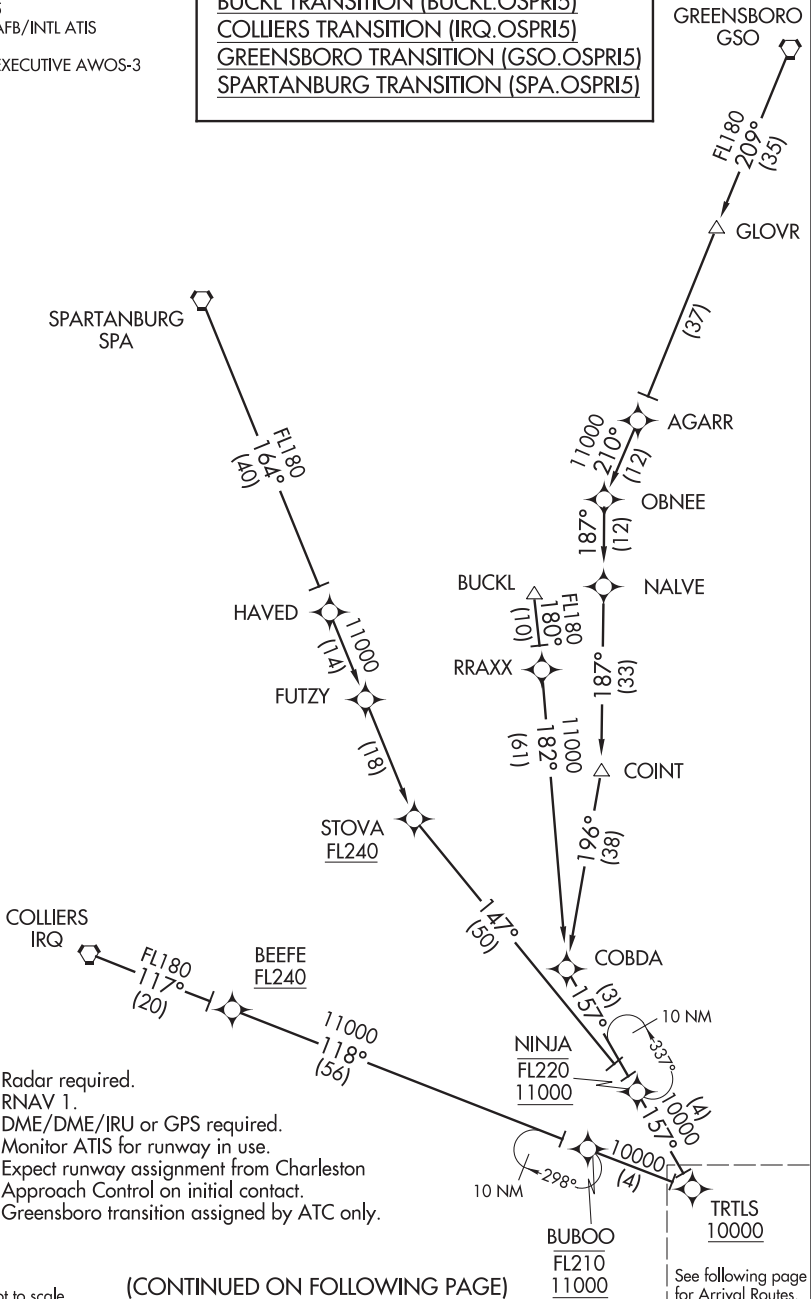 AFB/INTL ATIS
EXECUTIVE AWOS-3
BUCKL TRANSITION (BUCKL.OSPRI5)
COLLIERS TRANSITION (IRQ.OSPRI5)
GREENSBORO TRANSITION (GSO.OSPRI5)
SPARTANBURG TRANSITION (SPA.OSPRI5)
GREENSBORO
GSO
FL180
209°
(35)
GLOVR
(37)
SPARTANBURG
SPA
FL180
164°
(40)
AGARR
11000
210°
(12)
OBNEE
187°
(12)
NALVE
BUCKL
FL180
180°
(10)
HAVED
11000
(14)
RRAXX
187°
(33)
FUTZY
11000
182°
(61)
(18)
COINT
STOVA
FL240
196°
(38)
147°
(50)
COLLIERS
IRQ
FL180
117°
(20)
BEEFE
FL240
COBDA
(3)
157°
10 NM
337°
11000
118°
(56)
NINJA
FL220
11000
(4)
10000
157°
Radar required.
RNAV 1.
DME/DME/IRU or GPS required.
Monitor ATIS for runway in use.
Expect runway assignment from Charleston
Approach Control on initial contact.
Greensboro transition assigned by ATC only.
10 NM
298°
10000
(4)
TRTLS
10000
BUBOO
FL210
11000
(CONTINUED ON FOLLOWING PAGE)
See following page
for Arrival Routes.
to scale